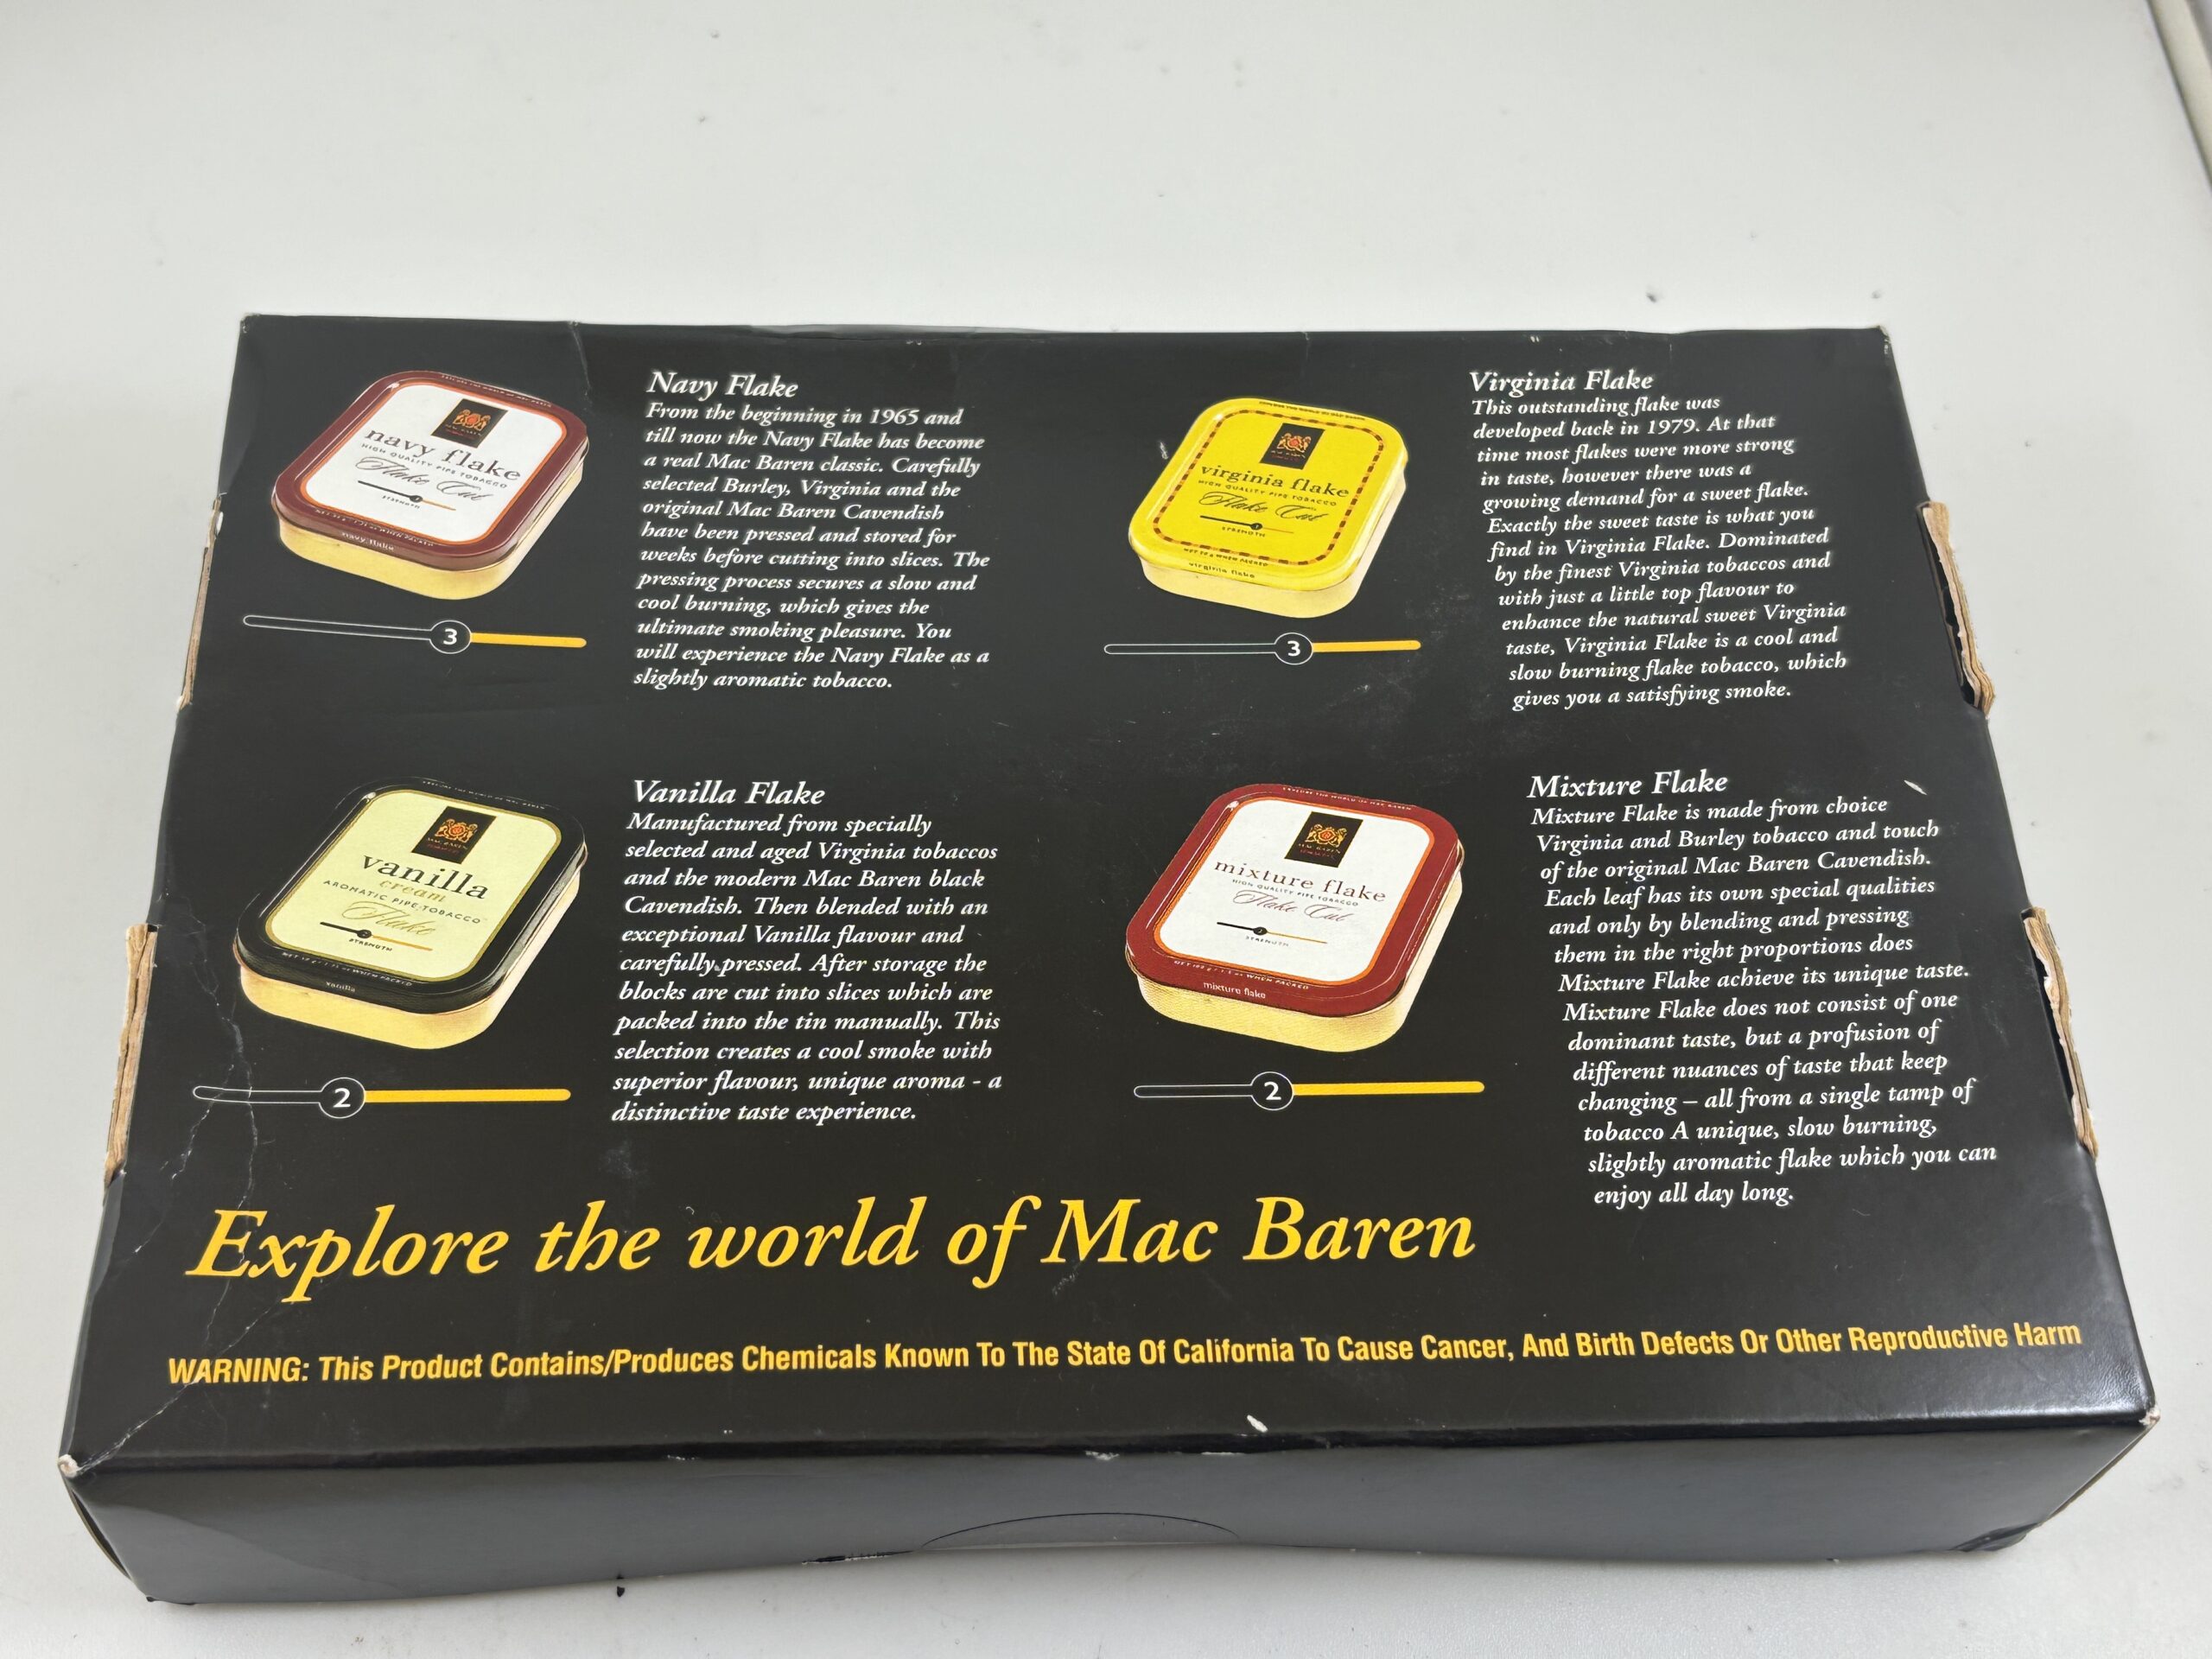 Navy Flake
From the beginning in 1965 and
till now the Navy Flake has become
a real Mac Baren classic. Carefully
selected Burley, Virginia and the
original Mac Baren Cavendish
have been pressed and stored for
weeks before cutting into slices. The
pressing process secures a slow and
cool burning, which gives the
ultimate smoking pleasure. You
will experience the Navy Flake as a
slightly aromatic tobacco.
navy flake
HIGH QUALITY PIPE TOBACCO
Flake Cut
STRENGTH
navy flake
3
Virginia Flake
This outstanding flake was
developed back in 1979. At that
time most flakes were more strong
in taste, however there was a
growing demand for a sweet flake.
Exactly the sweet taste is what you
find in Virginia Flake. Dominated
by the finest Virginia tobaccos and
with just a little top flavour to
enhance the natural sweet Virginia
taste, Virginia Flake is a cool and
slow burning flake tobacco, which
gives you a satisfying smoke.
virginia flake
HIGH QUALITY PIPE TOBACCO
Flake Cut
STRENGTH
virginia flake
3
Vanilla Flake
Manufactured from specially
selected and aged Virginia tobaccos
and the modern Mac Baren black
Cavendish. Then blended with an
exceptional Vanilla flavour and
carefully pressed. After storage the
blocks are cut into slices which are
packed into the tin manually. This
selection creates a cool smoke with
superior flavour, unique aroma - a
distinctive taste experience.
MAC BAREN
vanilla
cream
AROMATIC PIPE TOBACCO
Flake
STRENGTH
vanilla
2
Mixture Flake
Mixture Flake is made from choice
Virginia and Burley tobacco and touch
of the original Mac Baren Cavendish.
Each leaf has its own special qualities
and only by blending and pressing
them in the right proportions does
Mixture Flake achieve its unique taste.
Mixture Flake does not consist of one
dominant taste, but a profusion of
different nuances of taste that keep
changing – all from a single tamp of
tobacco A unique, slow burning,
slightly aromatic flake which you can
enjoy all day long.
MAC BAREN
mixture flake
HIGH QUALITY PIPE TOBACCO
Flake Cut
STRENGTH
mixture flake
2
Explore the world of Mac Baren
WARNING: This Product Contains/Produces Chemicals Known To The State Of California To Cause Cancer, And Birth Defects Or Other Reproductive Harm